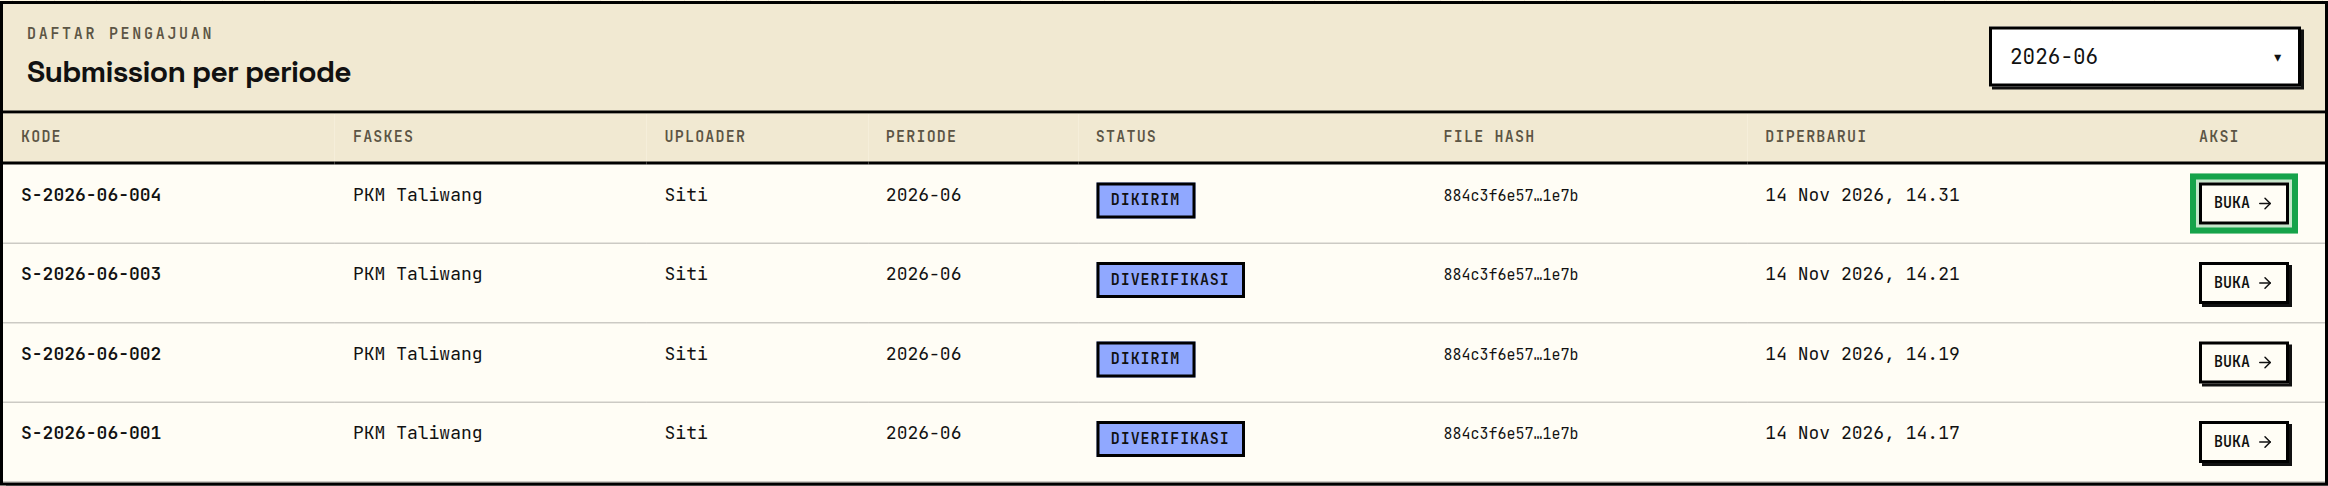 DAFTAR PENGAJUAN
Submission per periode
2026-06 ▾
KODE FASKES UPLOADER PERIODE STATUS FILE HASH DIPERBARUI AKSI
S-2026-06-004 PKM Taliwang Siti 2026-06 DIKIRIM 884c3f6e57…1e7b 14 Nov 2026, 14.31 BUKA →
S-2026-06-003 PKM Taliwang Siti 2026-06 DIVERIFIKASI 884c3f6e57…1e7b 14 Nov 2026, 14.21 BUKA →
S-2026-06-002 PKM Taliwang Siti 2026-06 DIKIRIM 884c3f6e57…1e7b 14 Nov 2026, 14.19 BUKA →
S-2026-06-001 PKM Taliwang Siti 2026-06 DIVERIFIKASI 884c3f6e57…1e7b 14 Nov 2026, 14.17 BUKA →